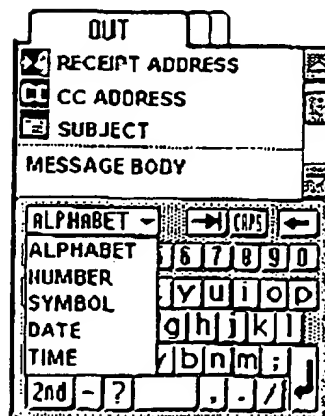 OUT
RECEIPT ADDRESS
CC ADDRESS
SUBJECT
MESSAGE BODY
ALPHABET CAPS
ALPHABET 6 7 8 9 0
NUMBER y u i o p
SYMBOL g h j k l
DATE b n m ;
TIME
2nd - ? , . /